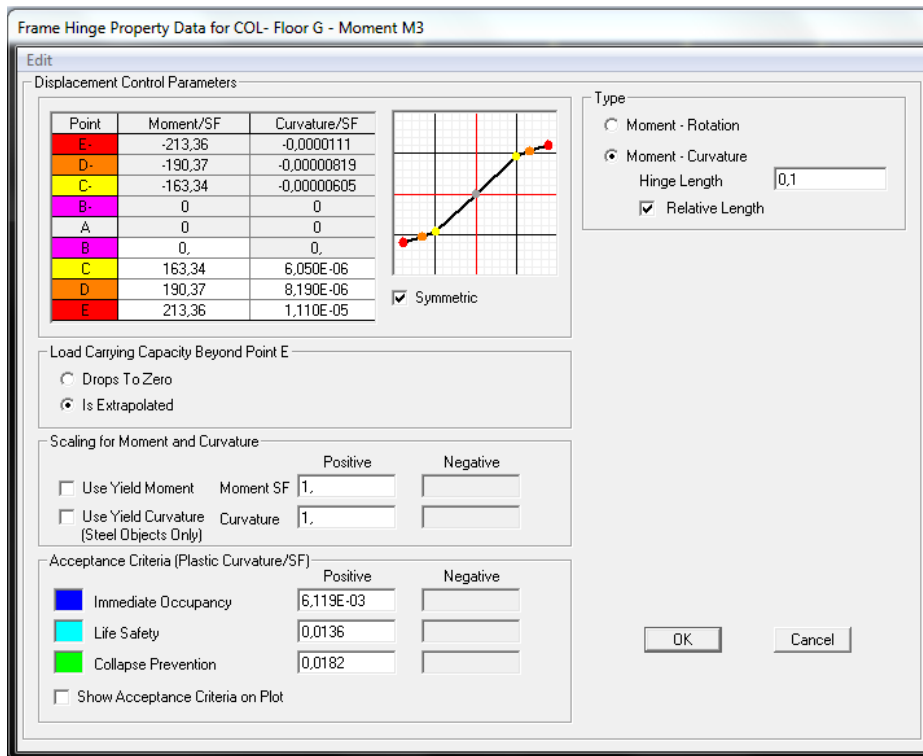 Frame Hinge Property Data for COL- Floor G - Moment M3
Edit
Displacement Control Parameters
Point Moment/SF Curvature/SF
E- -213,36 -0,0000111
D- -190,37 -0,00000819
C- -163,34 -0,00000605
B- 0 0
A 0 0
B 0, 0,
C 163,34 6,050E-06
D 190,37 8,190E-06
E 213,36 1,110E-05
Symmetric
Type
Moment - Rotation
Moment - Curvature
Hinge Length 0,1
Relative Length
Load Carrying Capacity Beyond Point E
Drops To Zero
Is Extrapolated
Scaling for Moment and Curvature
Positive Negative
Use Yield Moment Moment SF 1,
Use Yield Curvature Curvature 1,
(Steel Objects Only)
Acceptance Criteria (Plastic Curvature/SF)
Positive Negative
Immediate Occupancy 6,119E-03
Life Safety 0,0136
Collapse Prevention 0,0182
Show Acceptance Criteria on Plot
OK Cancel